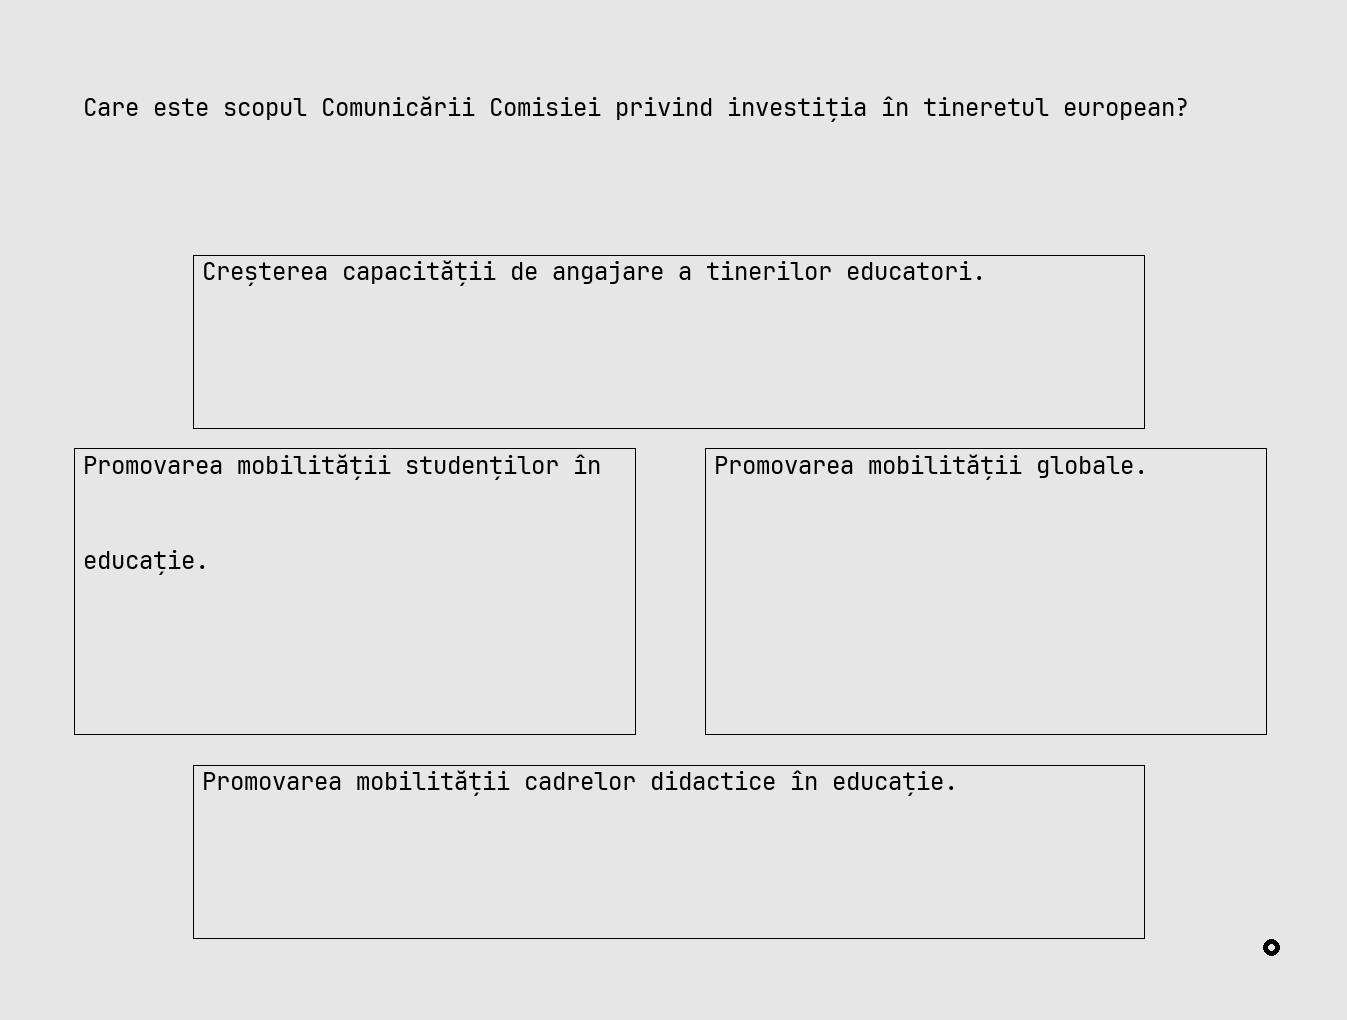 Care este scopul Comunicării Comisiei privind investiția în tineretul european?
Creșterea capacității de angajare a tinerilor educatori.
Promovarea mobilității studenților în
educație.
Promovarea mobilității globale.
Promovarea mobilității cadrelor didactice în educație.